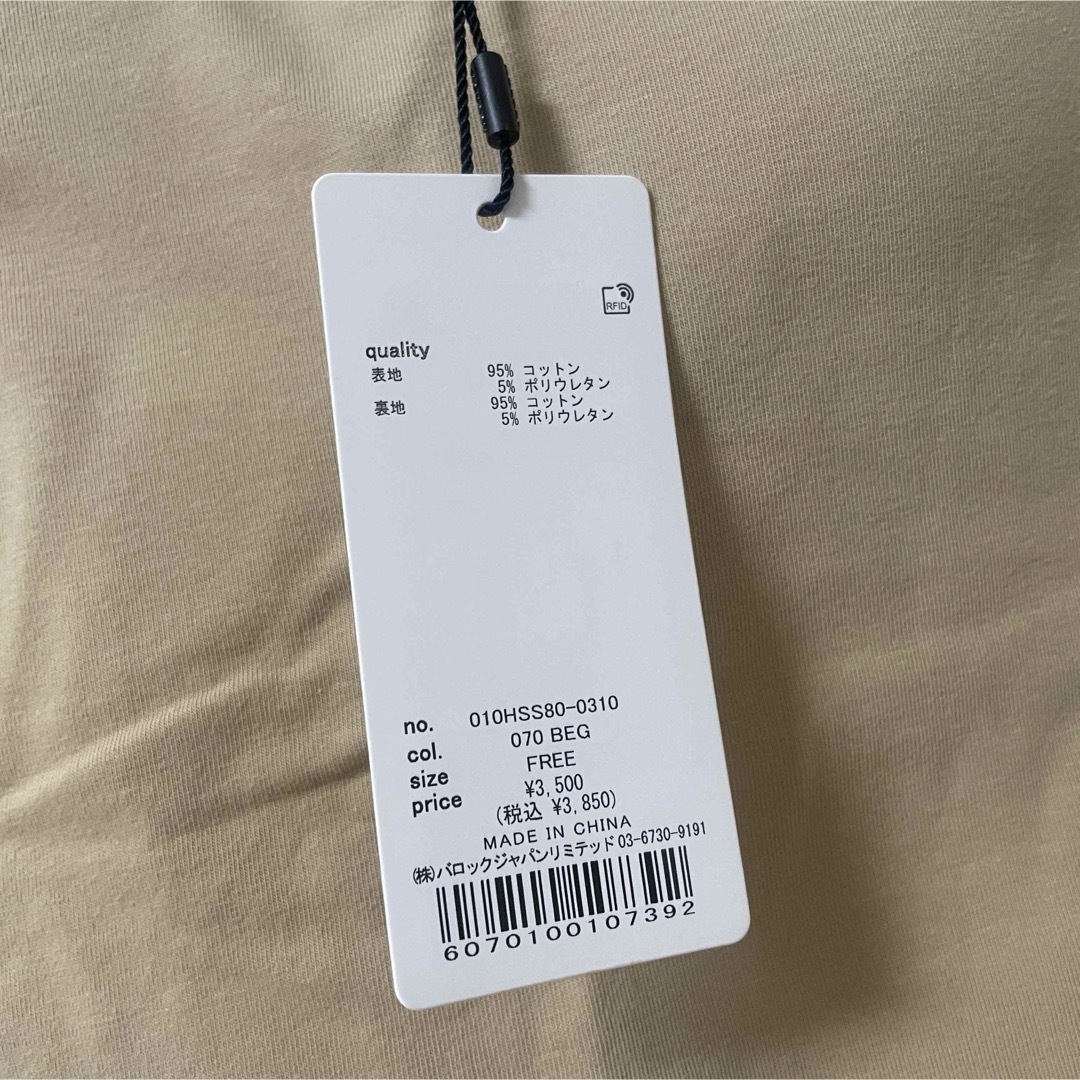 RFID
quality
表地 95% コットン
5% ポリウレタン
裏地 95% コットン
5% ポリウレタン
no. 010HSS80-0310
col. 070 BEG
size FREE
price ¥3,500
(税込 ¥3,850)
MADE IN CHINA
(株)バロックジャパンリミテッド 03-6730-9191
6070100107392